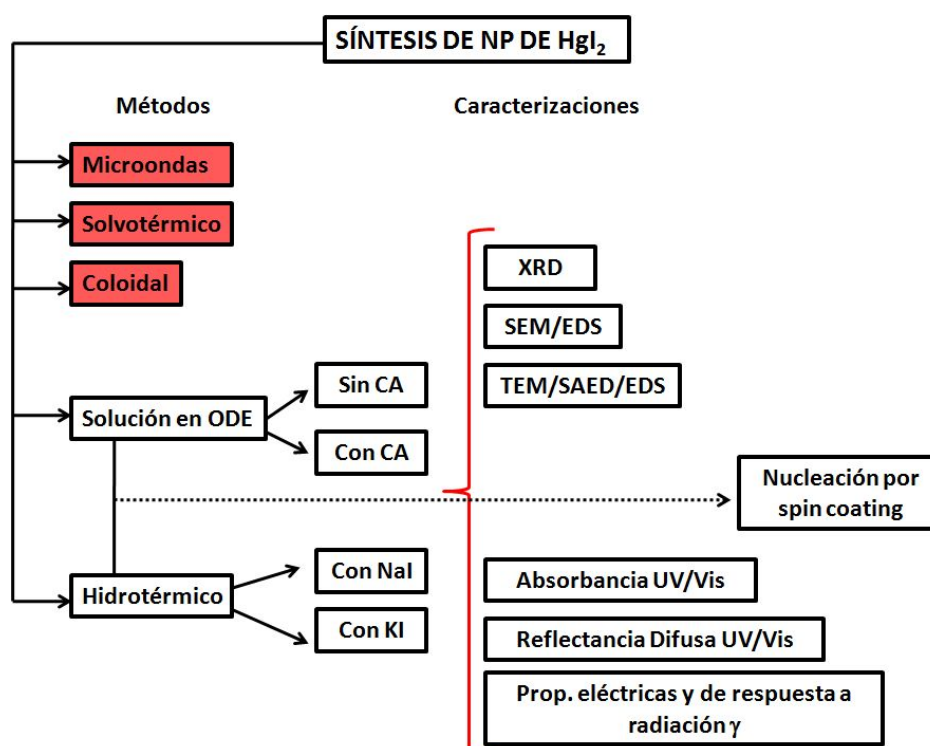 SÍNTESIS DE NP DE HgI₂
Métodos
Caracterizaciones
Microondas
Solvotérmico
Coloidal
XRD
SEM/EDS
TEM/SAED/EDS
Sin CA
Solución en ODE
Con CA
Nucleación por
spin coating
Con NaI
Hidrotérmico
Con KI
Absorbancia UV/Vis
Reflectancia Difusa UV/Vis
Prop. eléctricas y de respuesta a
radiación γ